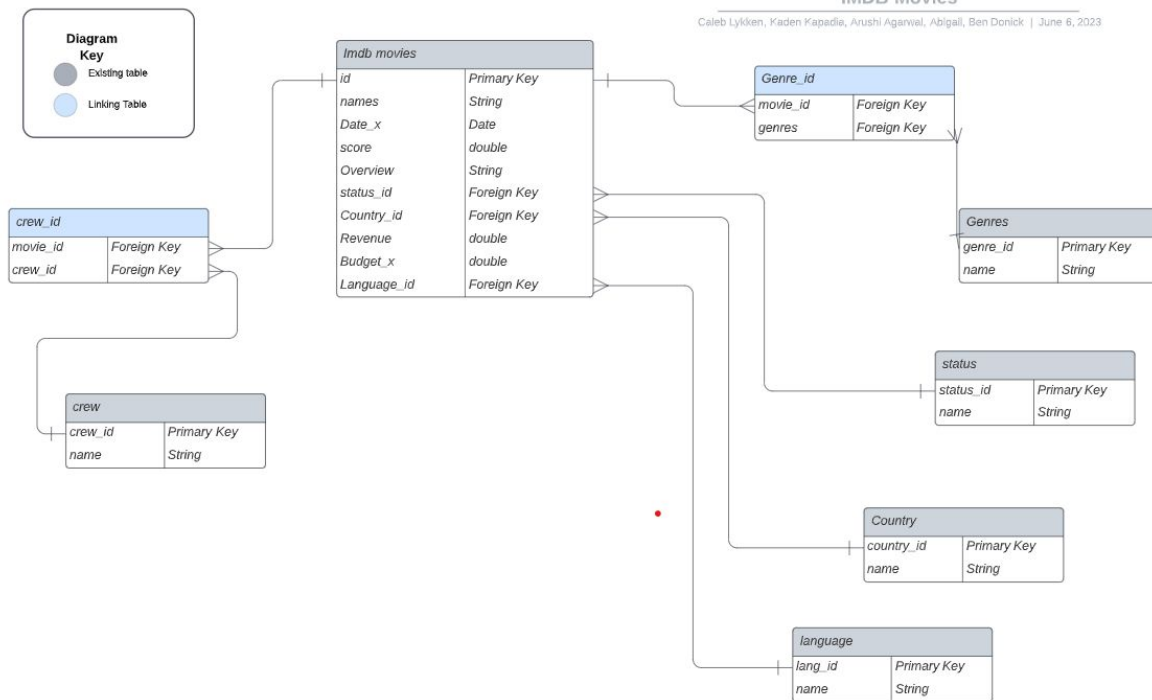 IMDB Movies
Caleb Lykken, Kaden Kapadia, Arushi Agarwal, Abigail, Ben Donick | June 6, 2023
Diagram
Key
Existing table
Linking Table
Imdb movies
id Primary Key
names String
Date_x Date
score double
Overview String
status_id Foreign Key
Country_id Foreign Key
Revenue double
Budget_x double
Language_id Foreign Key
Genre_id
movie_id Foreign Key
genres Foreign Key
crew_id
movie_id Foreign Key
crew_id Foreign Key
Genres
genre_id Primary Key
name String
status
status_id Primary Key
name String
crew
crew_id Primary Key
name String
Country
country_id Primary Key
name String
language
lang_id Primary Key
name String